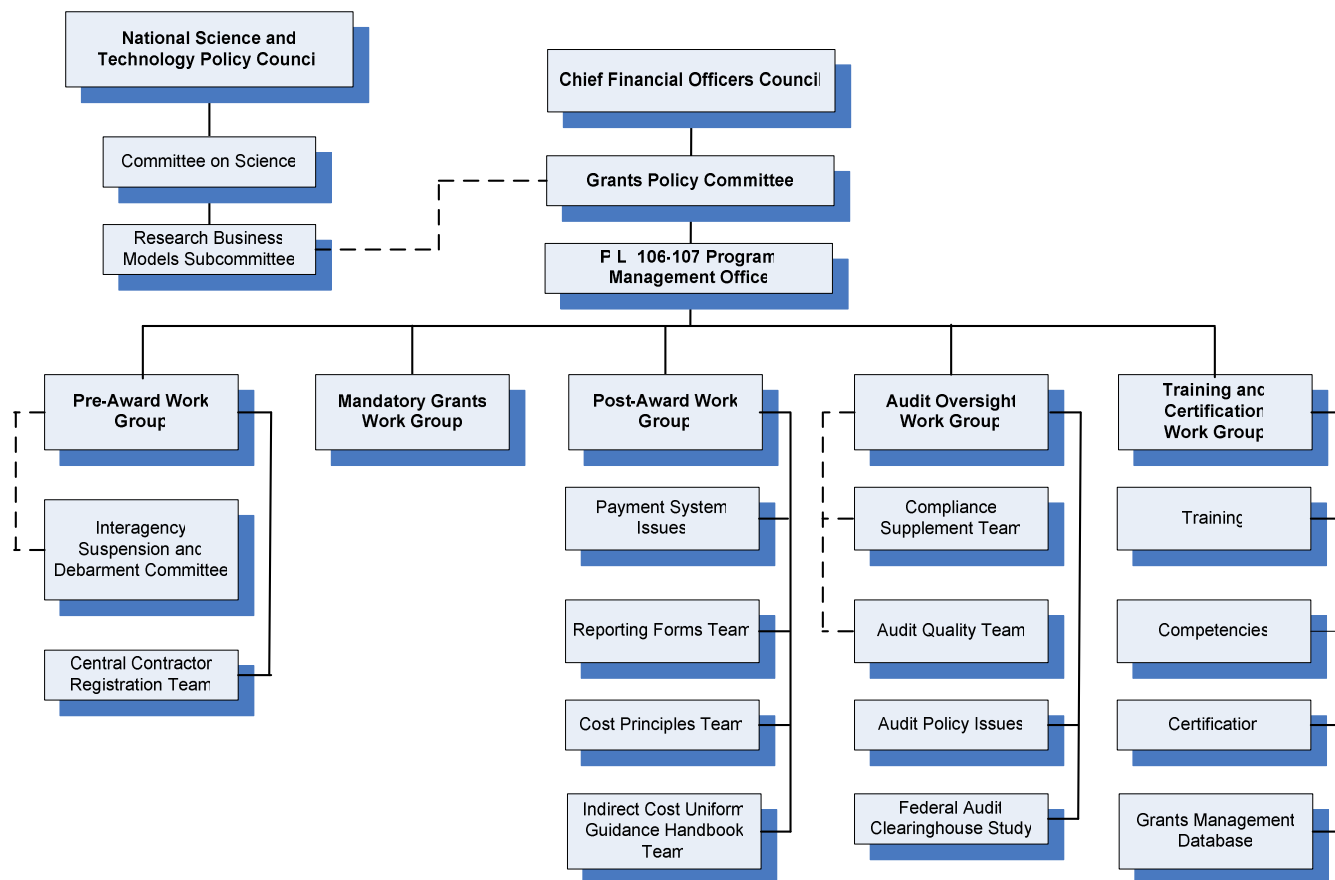 National Science and
Technology Policy Counci
Chief Financial Officers Council
Committee on Science
Grants Policy Committee
Research Business
Models Subcommittee
P L 106-107 Program
Management Office
Pre-Award Work
Group
Mandatory Grants
Work Group
Post-Award Work
Group
Audit Oversight
Work Group
Training and
Certification
Work Group
Interagency
Suspension and
Debarment Committee
Payment System
Issues
Compliance
Supplement Team
Training
Reporting Forms Team
Audit Quality Team
Competencies
Central Contractor
Registration Team
Cost Principles Team
Audit Policy Issues
Certification
Indirect Cost Uniform
Guidance Handbook
Team
Federal Audit
Clearinghouse Study
Grants Management
Database